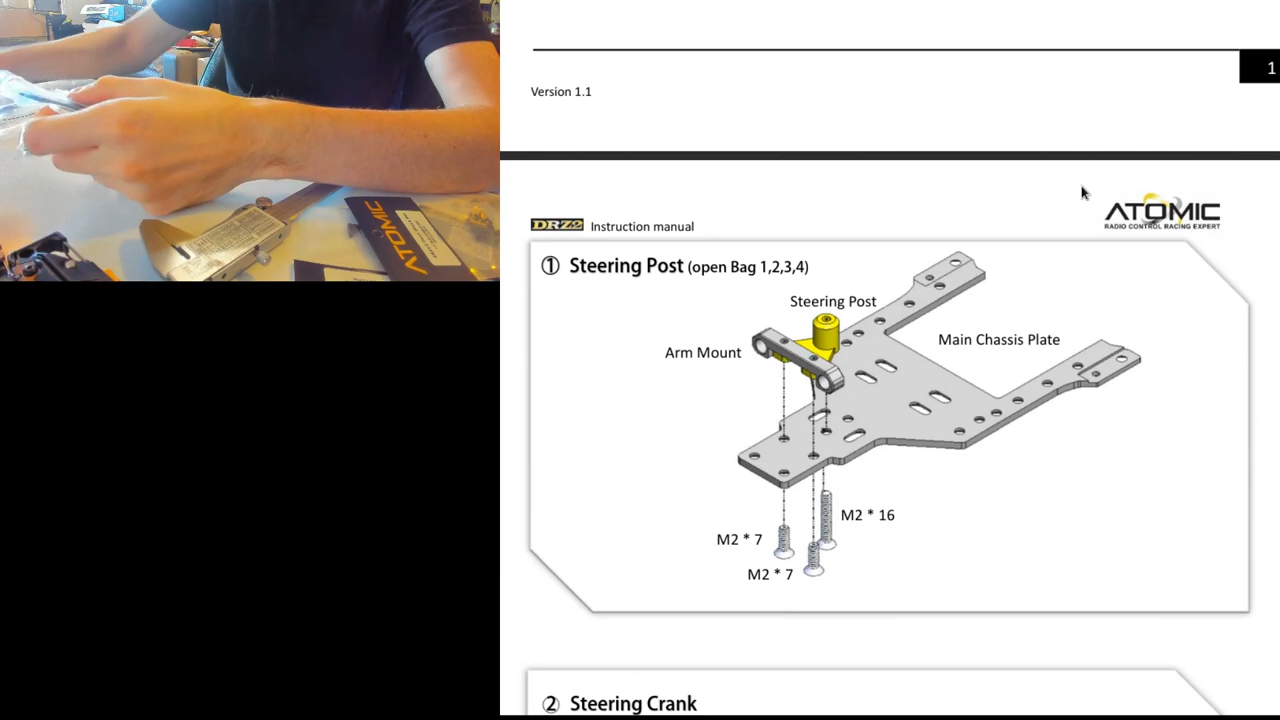 1
Version 1.1
ATOMIC
RADIO CONTROL RACING EXPERT
DRZ2 Instruction manual
① Steering Post (open Bag 1,2,3,4)
Steering Post
Main Chassis Plate
Arm Mount
M2 * 16
M2 * 7
M2 * 7
② Steering Crank
ATOMIC